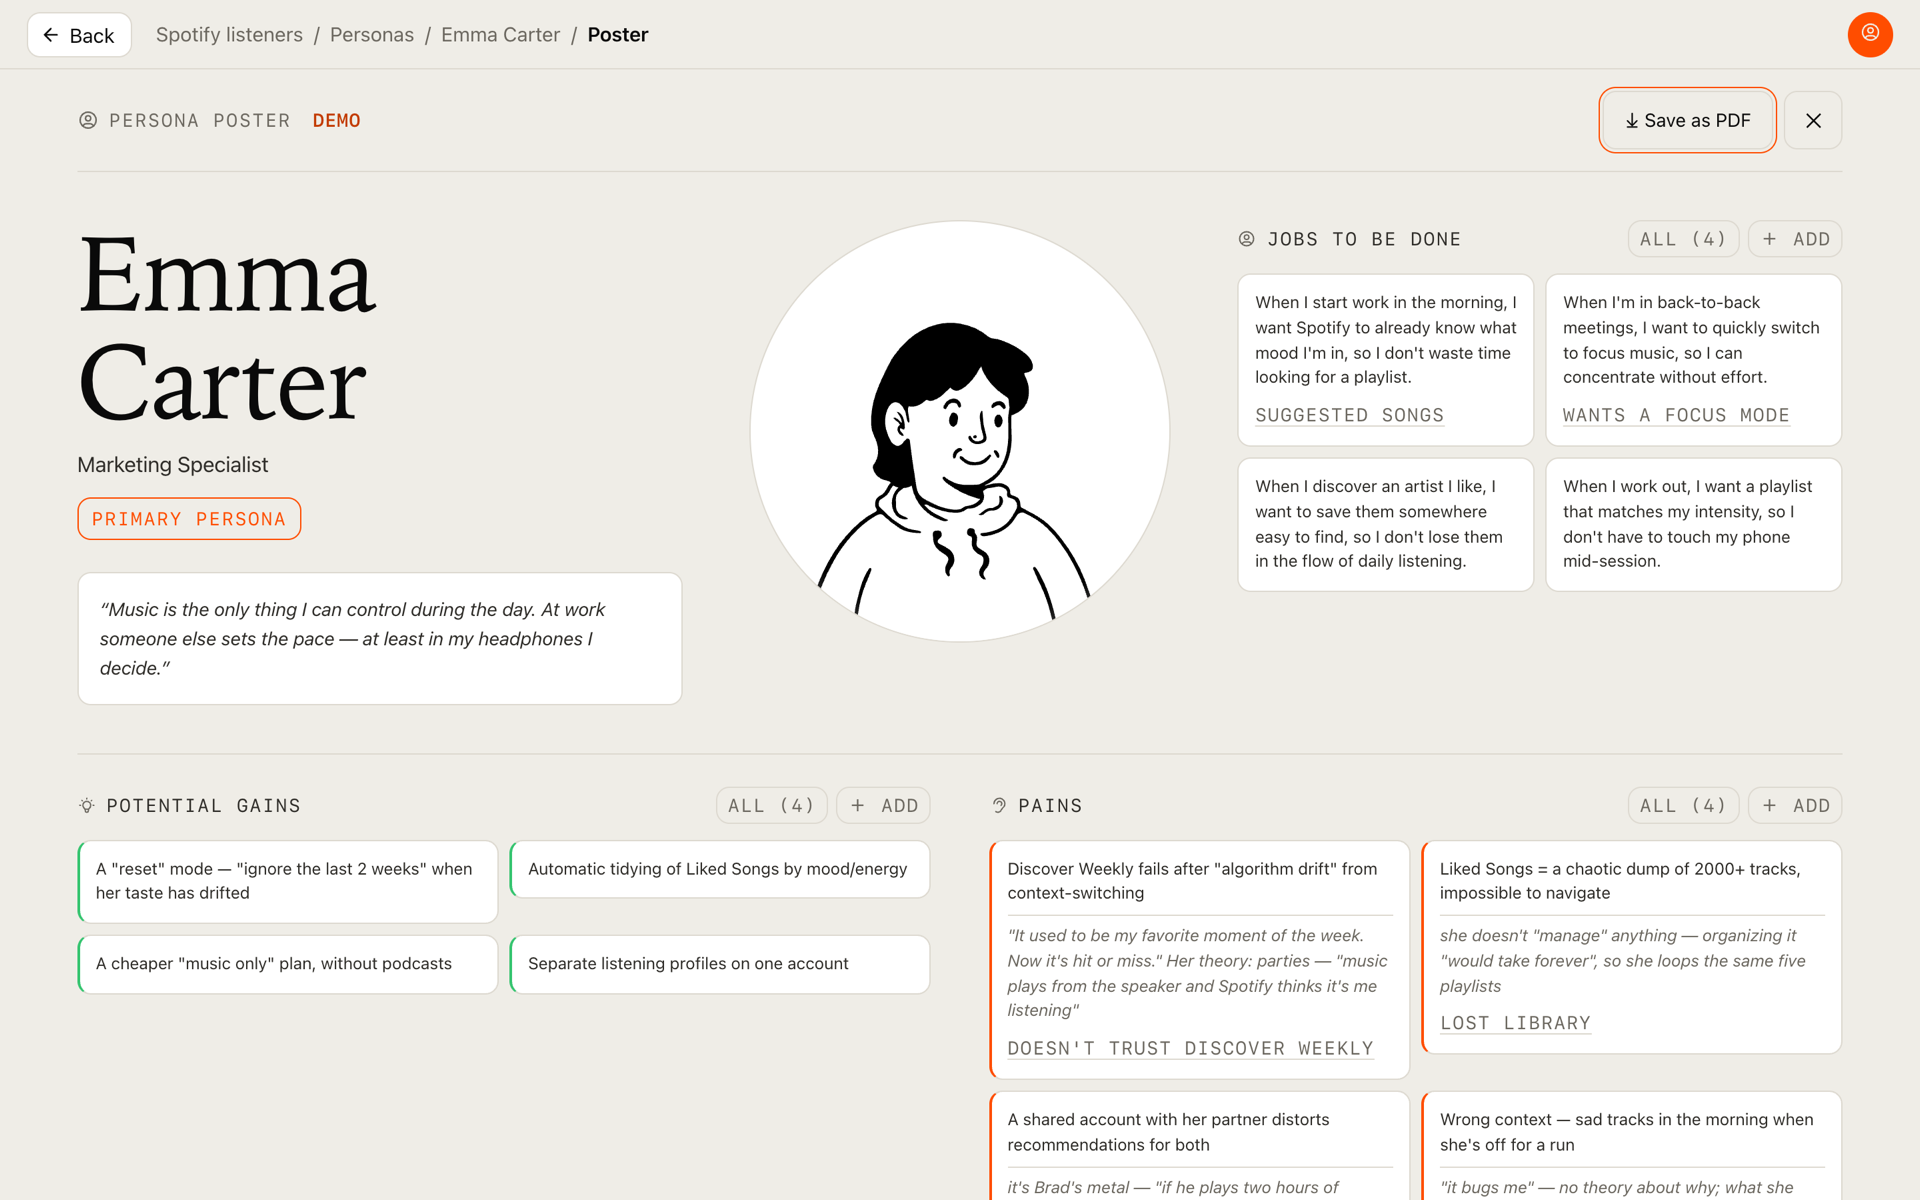 Back
Spotify listeners / Personas / Emma Carter / Poster
PERSONA POSTER DEMO
Save as PDF
Emma
Carter
Marketing Specialist
PRIMARY PERSONA
“Music is the only thing I can control during the day. At work
someone else sets the pace — at least in my headphones I
decide.”
JOBS TO BE DONE
ALL (4)
+ ADD
When I start work in the morning, I
want Spotify to already know what
mood I'm in, so I don't waste time
looking for a playlist.
SUGGESTED SONGS
When I'm in back-to-back
meetings, I want to quickly switch
to focus music, so I can
concentrate without effort.
WANTS A FOCUS MODE
When I discover an artist I like, I
want to save them somewhere
easy to find, so I don't lose them
in the flow of daily listening.
When I work out, I want a playlist
that matches my intensity, so I
don't have to touch my phone
mid-session.
POTENTIAL GAINS
ALL (4)
+ ADD
A "reset" mode — "ignore the last 2 weeks" when
her taste has drifted
Automatic tidying of Liked Songs by mood/energy
A cheaper "music only" plan, without podcasts
Separate listening profiles on one account
PAINS
ALL (4)
+ ADD
Discover Weekly fails after "algorithm drift" from
context-switching
"It used to be my favorite moment of the week.
Now it's hit or miss." Her theory: parties — "music
plays from the speaker and Spotify thinks it's me
listening"
DOESN'T TRUST DISCOVER WEEKLY
Liked Songs = a chaotic dump of 2000+ tracks,
impossible to navigate
she doesn't "manage" anything — organizing it
"would take forever", so she loops the same five
playlists
LOST LIBRARY
A shared account with her partner distorts
recommendations for both
it's Brad's metal — "if he plays two hours of
Wrong context — sad tracks in the morning when
she's off for a run
"it bugs me" — no theory about why; what she